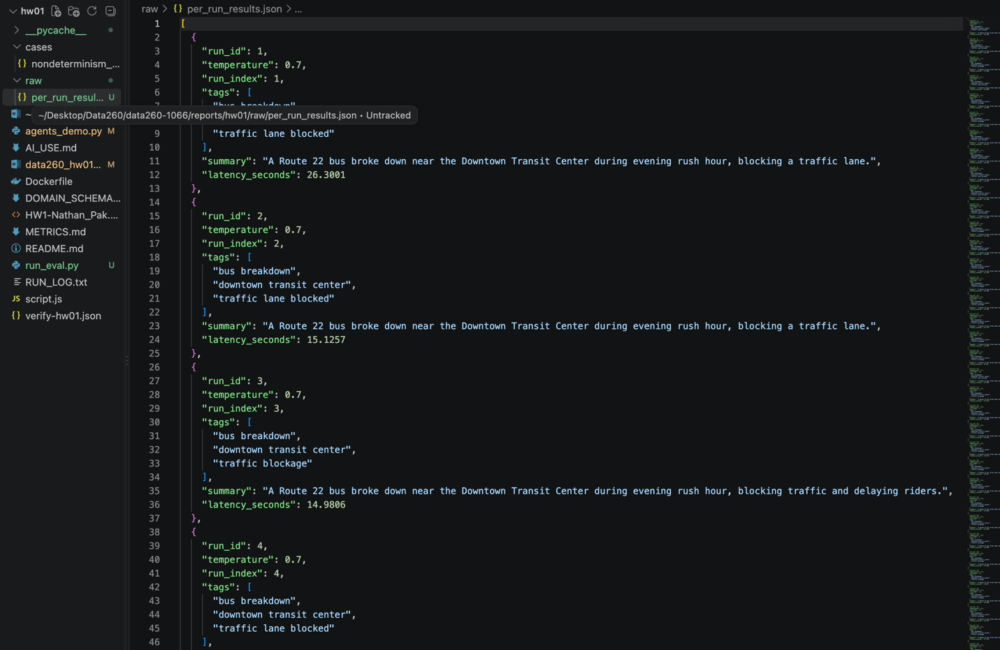 hw01
__pycache__
cases
{} nondeterminism_...
raw
{} per_run_resul... U
~
agents_demo.py M
AI_USE.md
data260_hw01... M
Dockerfile
DOMAIN_SCHEMA...
<> HW1-Nathan_Pak....
METRICS.md
README.md
run_eval.py U
RUN_LOG.txt
JS script.js
{} verify-hw01.json
~/Desktop/Data260/data260-1066/reports/hw01/raw/per_run_results.json • Untracked
raw > {} per_run_results.json > ...
1 [
2 {
3 "run_id": 1,
4 "temperature": 0.7,
5 "run_index": 1,
6 "tags": [
7 "bus breakdown",
9 "traffic lane blocked"
10 ],
11 "summary": "A Route 22 bus broke down near the Downtown Transit Center during evening rush hour, blocking a traffic lane.",
12 "latency_seconds": 26.3001
13 },
14 {
15 "run_id": 2,
16 "temperature": 0.7,
17 "run_index": 2,
18 "tags": [
19 "bus breakdown",
20 "downtown transit center",
21 "traffic lane blocked"
22 ],
23 "summary": "A Route 22 bus broke down near the Downtown Transit Center during evening rush hour, blocking a traffic lane.",
24 "latency_seconds": 15.1257
25 },
26 {
27 "run_id": 3,
28 "temperature": 0.7,
29 "run_index": 3,
30 "tags": [
31 "bus breakdown",
32 "downtown transit center",
33 "traffic blockage"
34 ],
35 "summary": "A Route 22 bus broke down near the Downtown Transit Center during evening rush hour, blocking traffic and delaying riders.",
36 "latency_seconds": 14.9806
37 },
38 {
39 "run_id": 4,
40 "temperature": 0.7,
41 "run_index": 4,
42 "tags": [
43 "bus breakdown",
44 "downtown transit center",
45 "traffic lane blocked"
46 ],